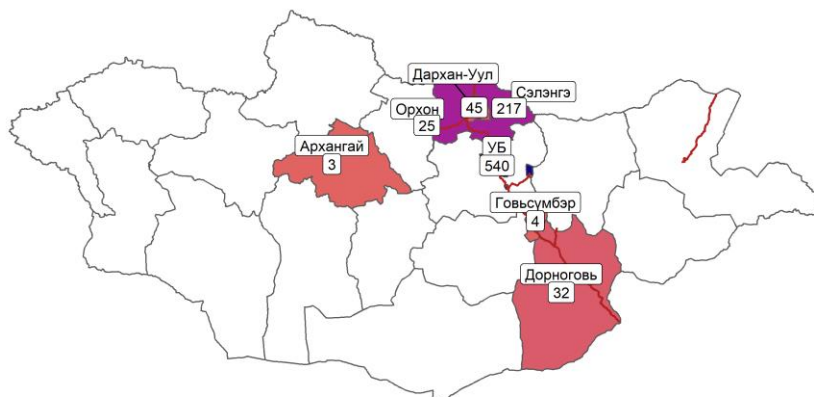 Дархан-Уул
Сэлэнгэ
Орхон
45
217
25
Архангай
3
УБ
540
Говьсүмбэр
4
Дорноговь
32